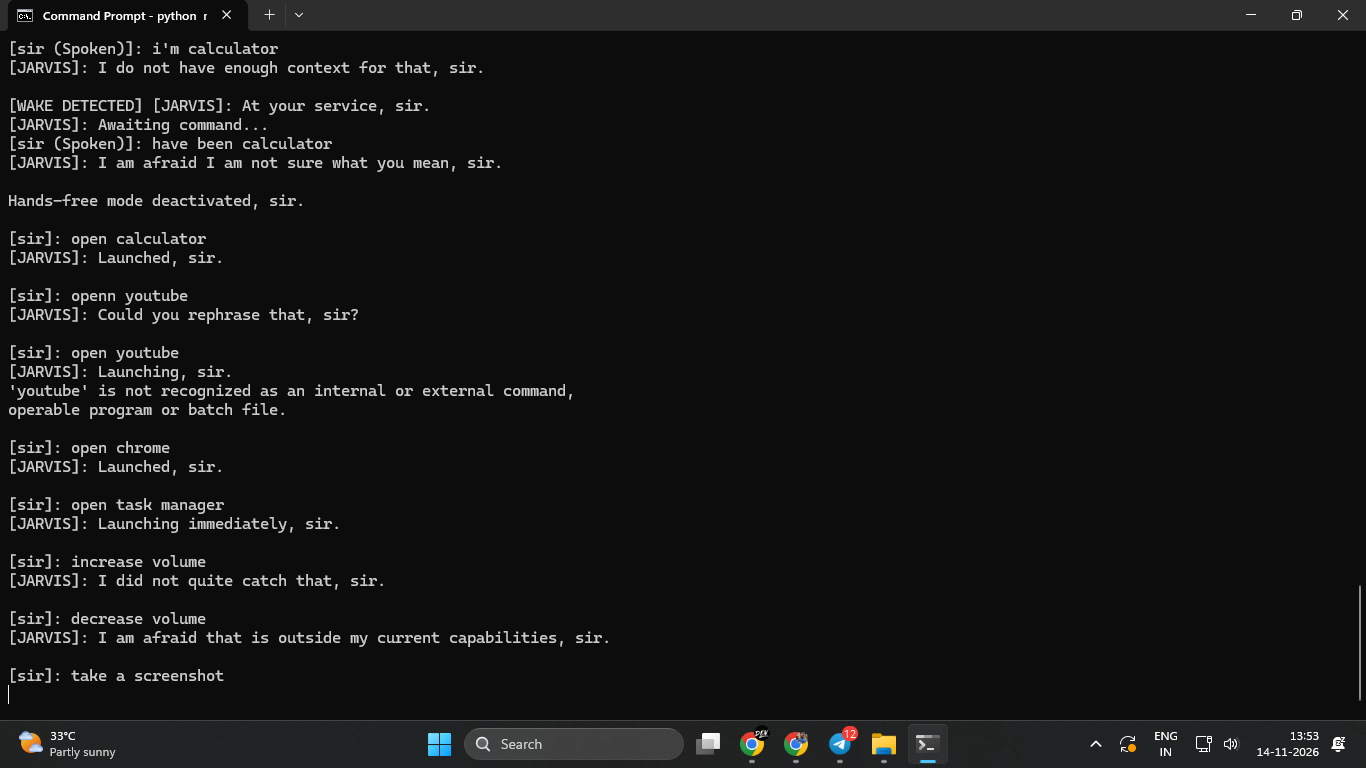 Command Prompt - python r
[sir (Spoken)]: i'm calculator
[JARVIS]: I do not have enough context for that, sir.
[WAKE DETECTED] [JARVIS]: At your service, sir.
[JARVIS]: Awaiting command...
[sir (Spoken)]: have been calculator
[JARVIS]: I am afraid I am not sure what you mean, sir.
Hands-free mode deactivated, sir.
[sir]: open calculator
[JARVIS]: Launched, sir.
[sir]: openn youtube
[JARVIS]: Could you rephrase that, sir?
[sir]: open youtube
[JARVIS]: Launching, sir.
'youtube' is not recognized as an internal or external command,
operable program or batch file.
[sir]: open chrome
[JARVIS]: Launched, sir.
[sir]: open task manager
[JARVIS]: Launching immediately, sir.
[sir]: increase volume
[JARVIS]: I did not quite catch that, sir.
[sir]: decrease volume
[JARVIS]: I am afraid that is outside my current capabilities, sir.
[sir]: take a screenshot
33°C
Partly sunny
Search
DEV
12
ENG
IN
13:53
14-11-2026